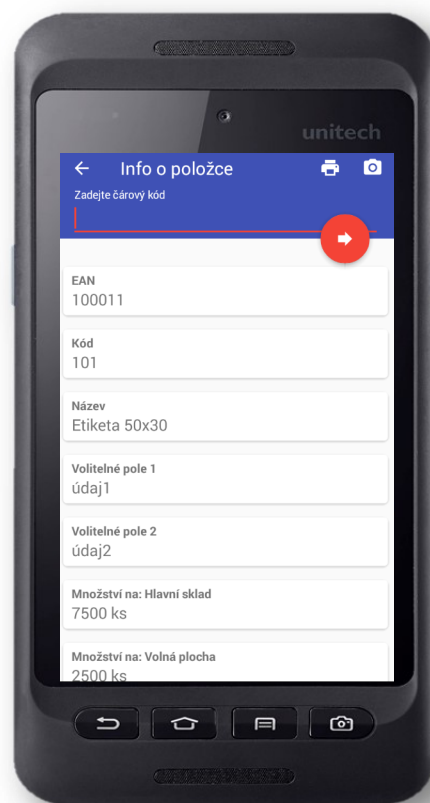 unitech
Info o položce
Zadejte čárový kód
EAN
100011
Kód
101
Název
Etiketa 50x30
Volitelné pole 1
údaj1
Volitelné pole 2
údaj2
Množství na: Hlavní sklad
7500 ks
Množství na: Volná plocha
2500 ks